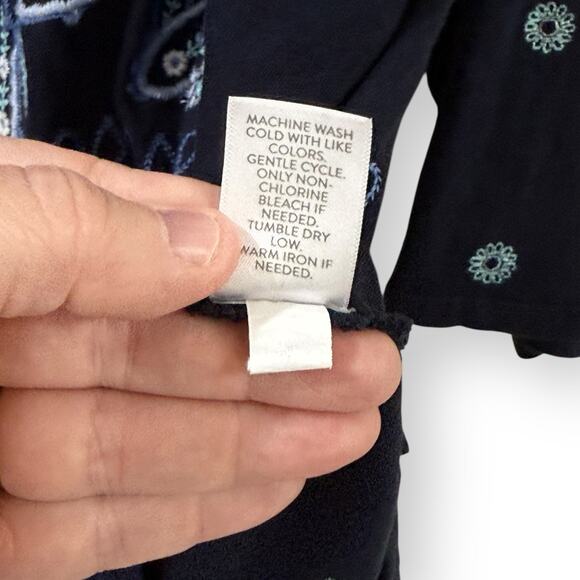 MACHINE WASH
COLD WITH LIKE
COLORS.
GENTLE CYCLE.
ONLY NON-
CHLORINE
BLEACH IF
NEEDED.
TUMBLE DRY
LOW.
WARM IRON IF
NEEDED.